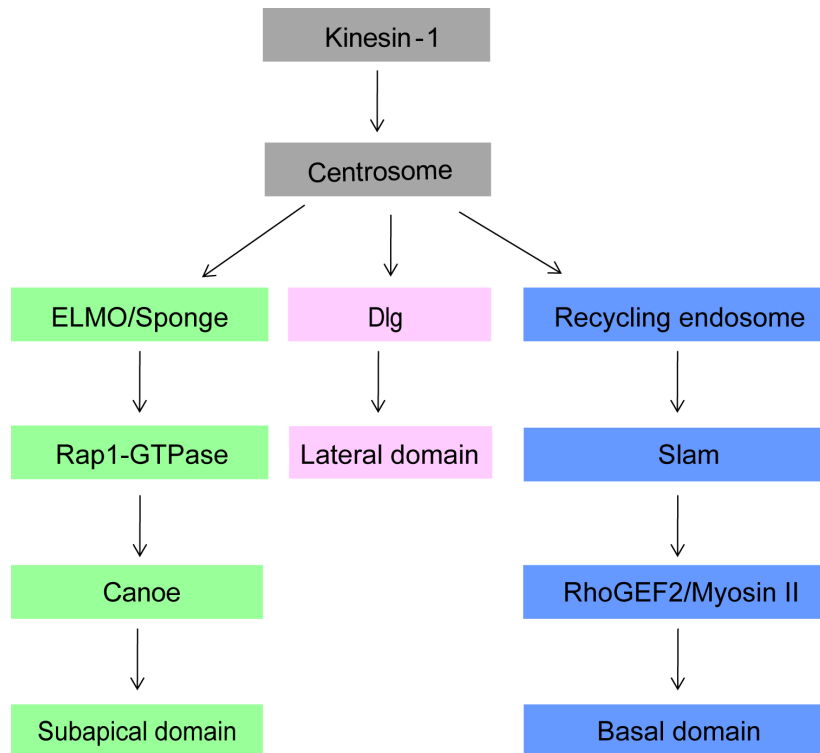 Kinesin-1
Centrosome
ELMO/Sponge
Dlg
Recycling endosome
Rap1-GTPase
Lateral domain
Slam
Canoe
RhoGEF2/Myosin II
Subapical domain
Basal domain